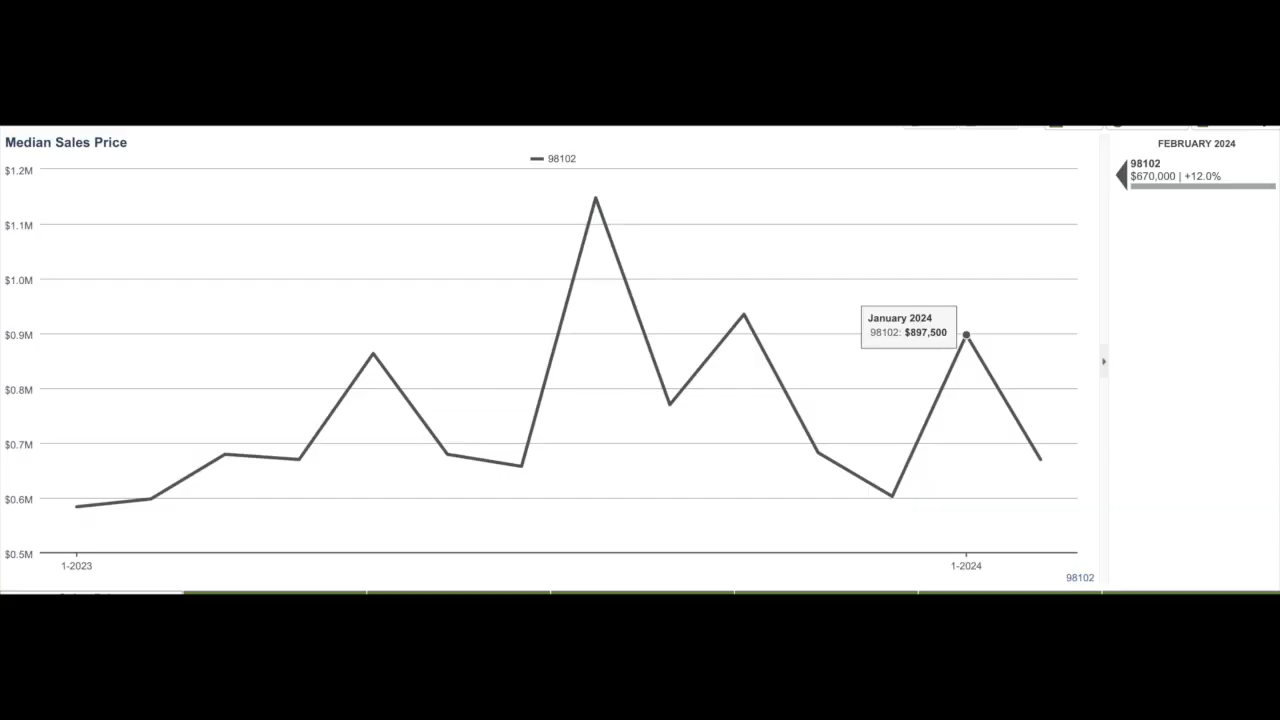 Median Sales Price
98102
$1.2M
$1.1M
$1.0M
$0.9M
$0.8M
$0.7M
$0.6M
$0.5M
January 2024
98102: $897,500
1-2023
1-2024
98102
FEBRUARY 2024
98102
$670,000 | +12.0%